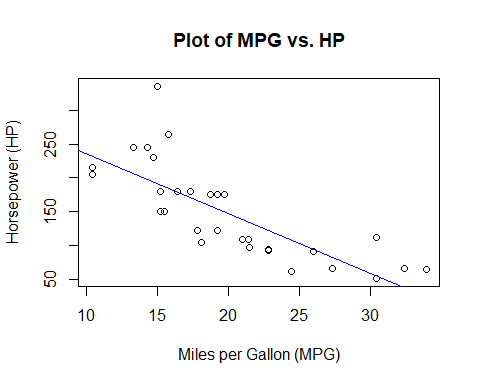 Plot of MPG vs. HP
Horsepower (HP)
250
150
50
10 15 20 25 30
Miles per Gallon (MPG)